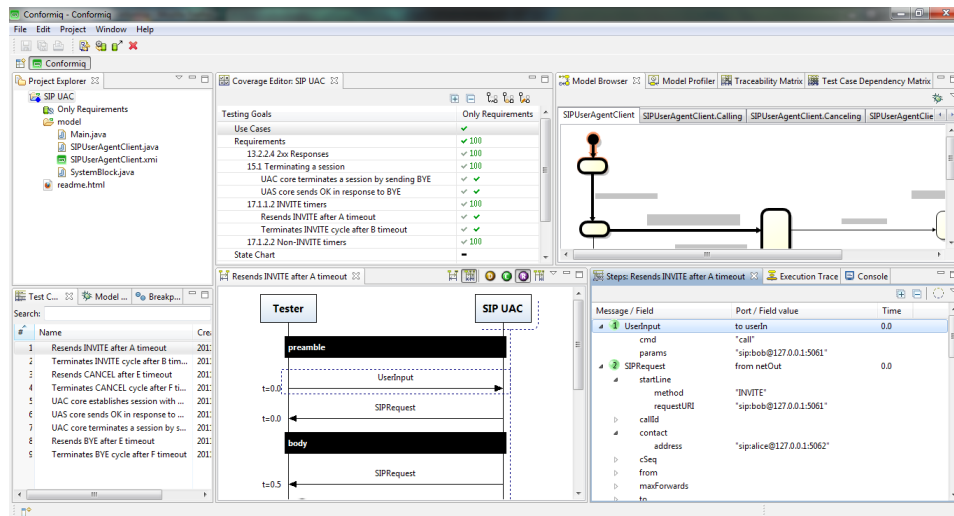 Conformiq - Conformiq
File Edit Project Window Help
Conformiq
Project Explorer
SIP UAC
Only Requirements
model
Main.java
SIPUserAgentClient.java
SIPUserAgentClient.xmi
SystemBlock.java
readme.html
Coverage Editor: SIP UAC
Testing Goals Only Requirements
Use Cases
Requirements 100
13.2.2.4 2xx Responses 100
15.1 Terminating a session 100
UAC core terminates a session by sending BYE
UAS core sends OK in response to BYE
17.1.1.2 INVITE timers 100
Resends INVITE after A timeout
Terminates INVITE cycle after B timeout
17.1.2.2 Non-INVITE timers 100
State Chart -
Model Browser Model Profiler Traceability Matrix Test Case Dependency Matrix
SIPUserAgentClient SIPUserAgentClient.Calling SIPUserAgentClient.Canceling SIPUserAgentClie
Test C... Model ... Breakp...
Search:
# Name Crea
1 Resends INVITE after A timeout 201
2 Terminates INVITE cycle after B tim... 201
3 Resends CANCEL after E timeout 201
4 Terminates CANCEL cycle after F ti... 201
5 UAC core establishes session with ... 201
6 UAS core sends OK in response to ... 201
7 UAC core terminates a session by s... 201
8 Resends BYE after E timeout 201
9 Terminates BYE cycle after F timeout 201
Resends INVITE after A timeout
Tester SIP UAC
preamble
UserInput
t=0.0
SIPRequest
t=0.0
body
SIPRequest
t=0.5
Steps: Resends INVITE after A timeout Execution Trace Console
Message / Field Port / Field value Time
1 UserInput to userIn 0.0
cmd "call"
params "sip:bob@127.0.0.1:5061"
2 SIPRequest from netOut 0.0
startLine
method "INVITE"
requestURI "sip:bob@127.0.0.1:5061"
callId
contact
address "sip:alice@127.0.0.1:5062"
cSeq
from
maxForwards
to